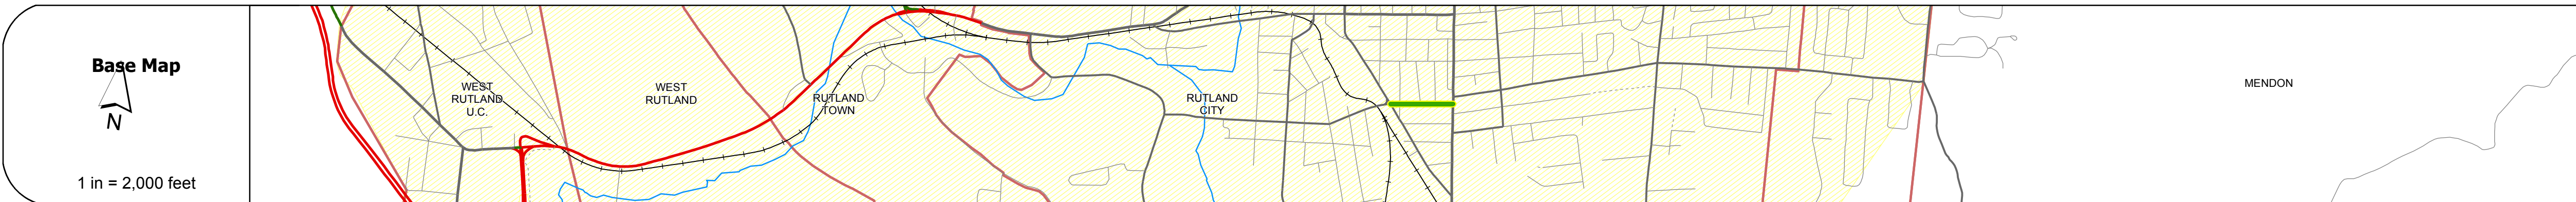 Base Map
N
1 in = 2,000 feet
WEST
RUTLAND
U.C.
WEST
RUTLAND
RUTLAND
TOWN
RUTLAND
CITY
MENDON